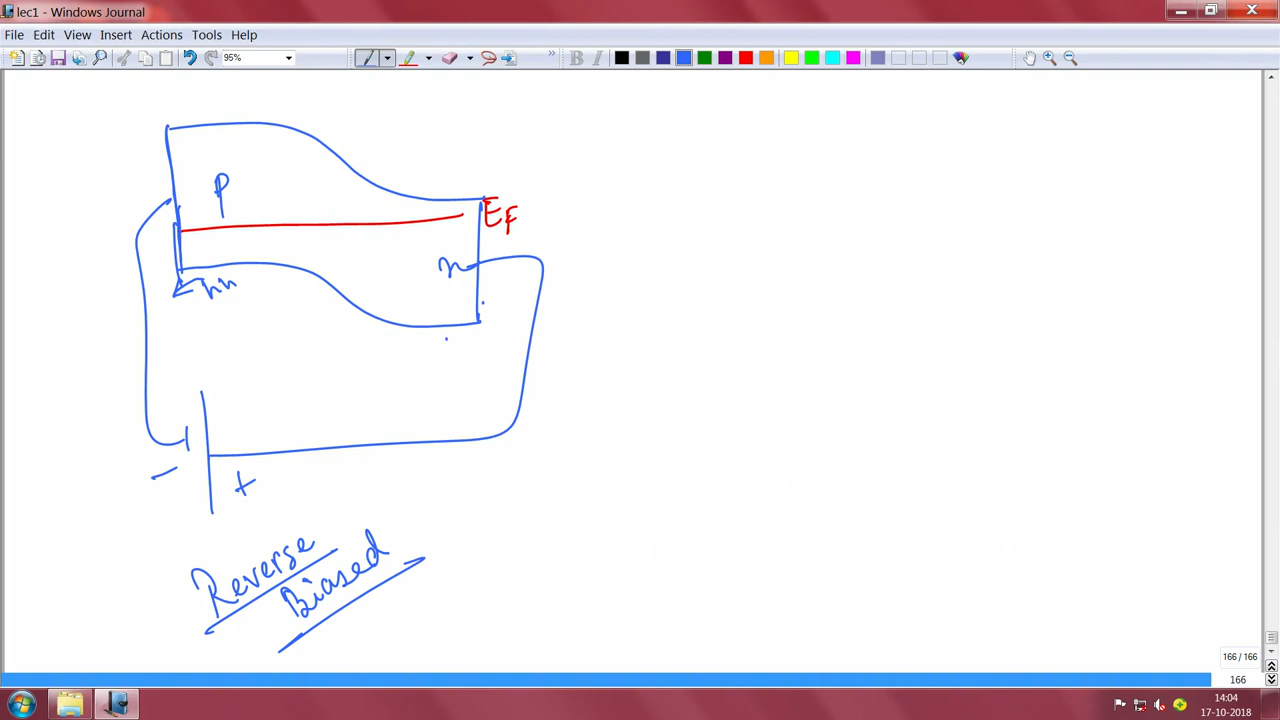 lec1 - Windows Journal
File Edit View Insert Actions Tools Help
95%
P
EF
n
-
+
Reverse
Biased
166 / 166
166
14:04
17-10-2018